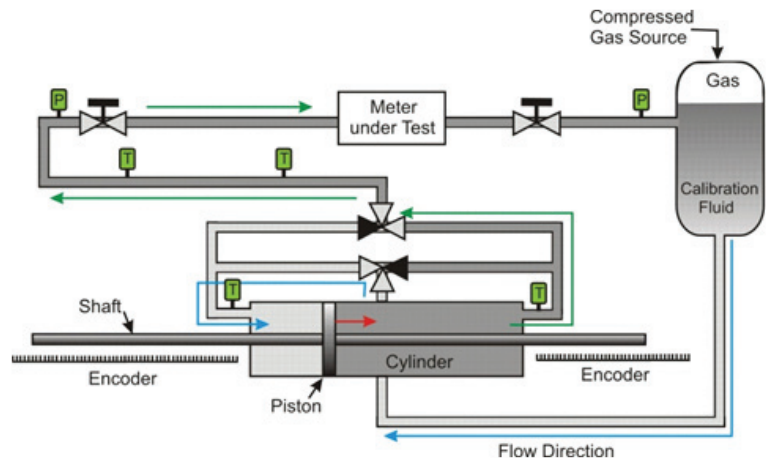 Compressed
Gas Source
Gas
P
P
Meter
under Test
T
T
Calibration
Fluid
T
T
Shaft
Cylinder
Encoder
Encoder
Piston
Flow Direction